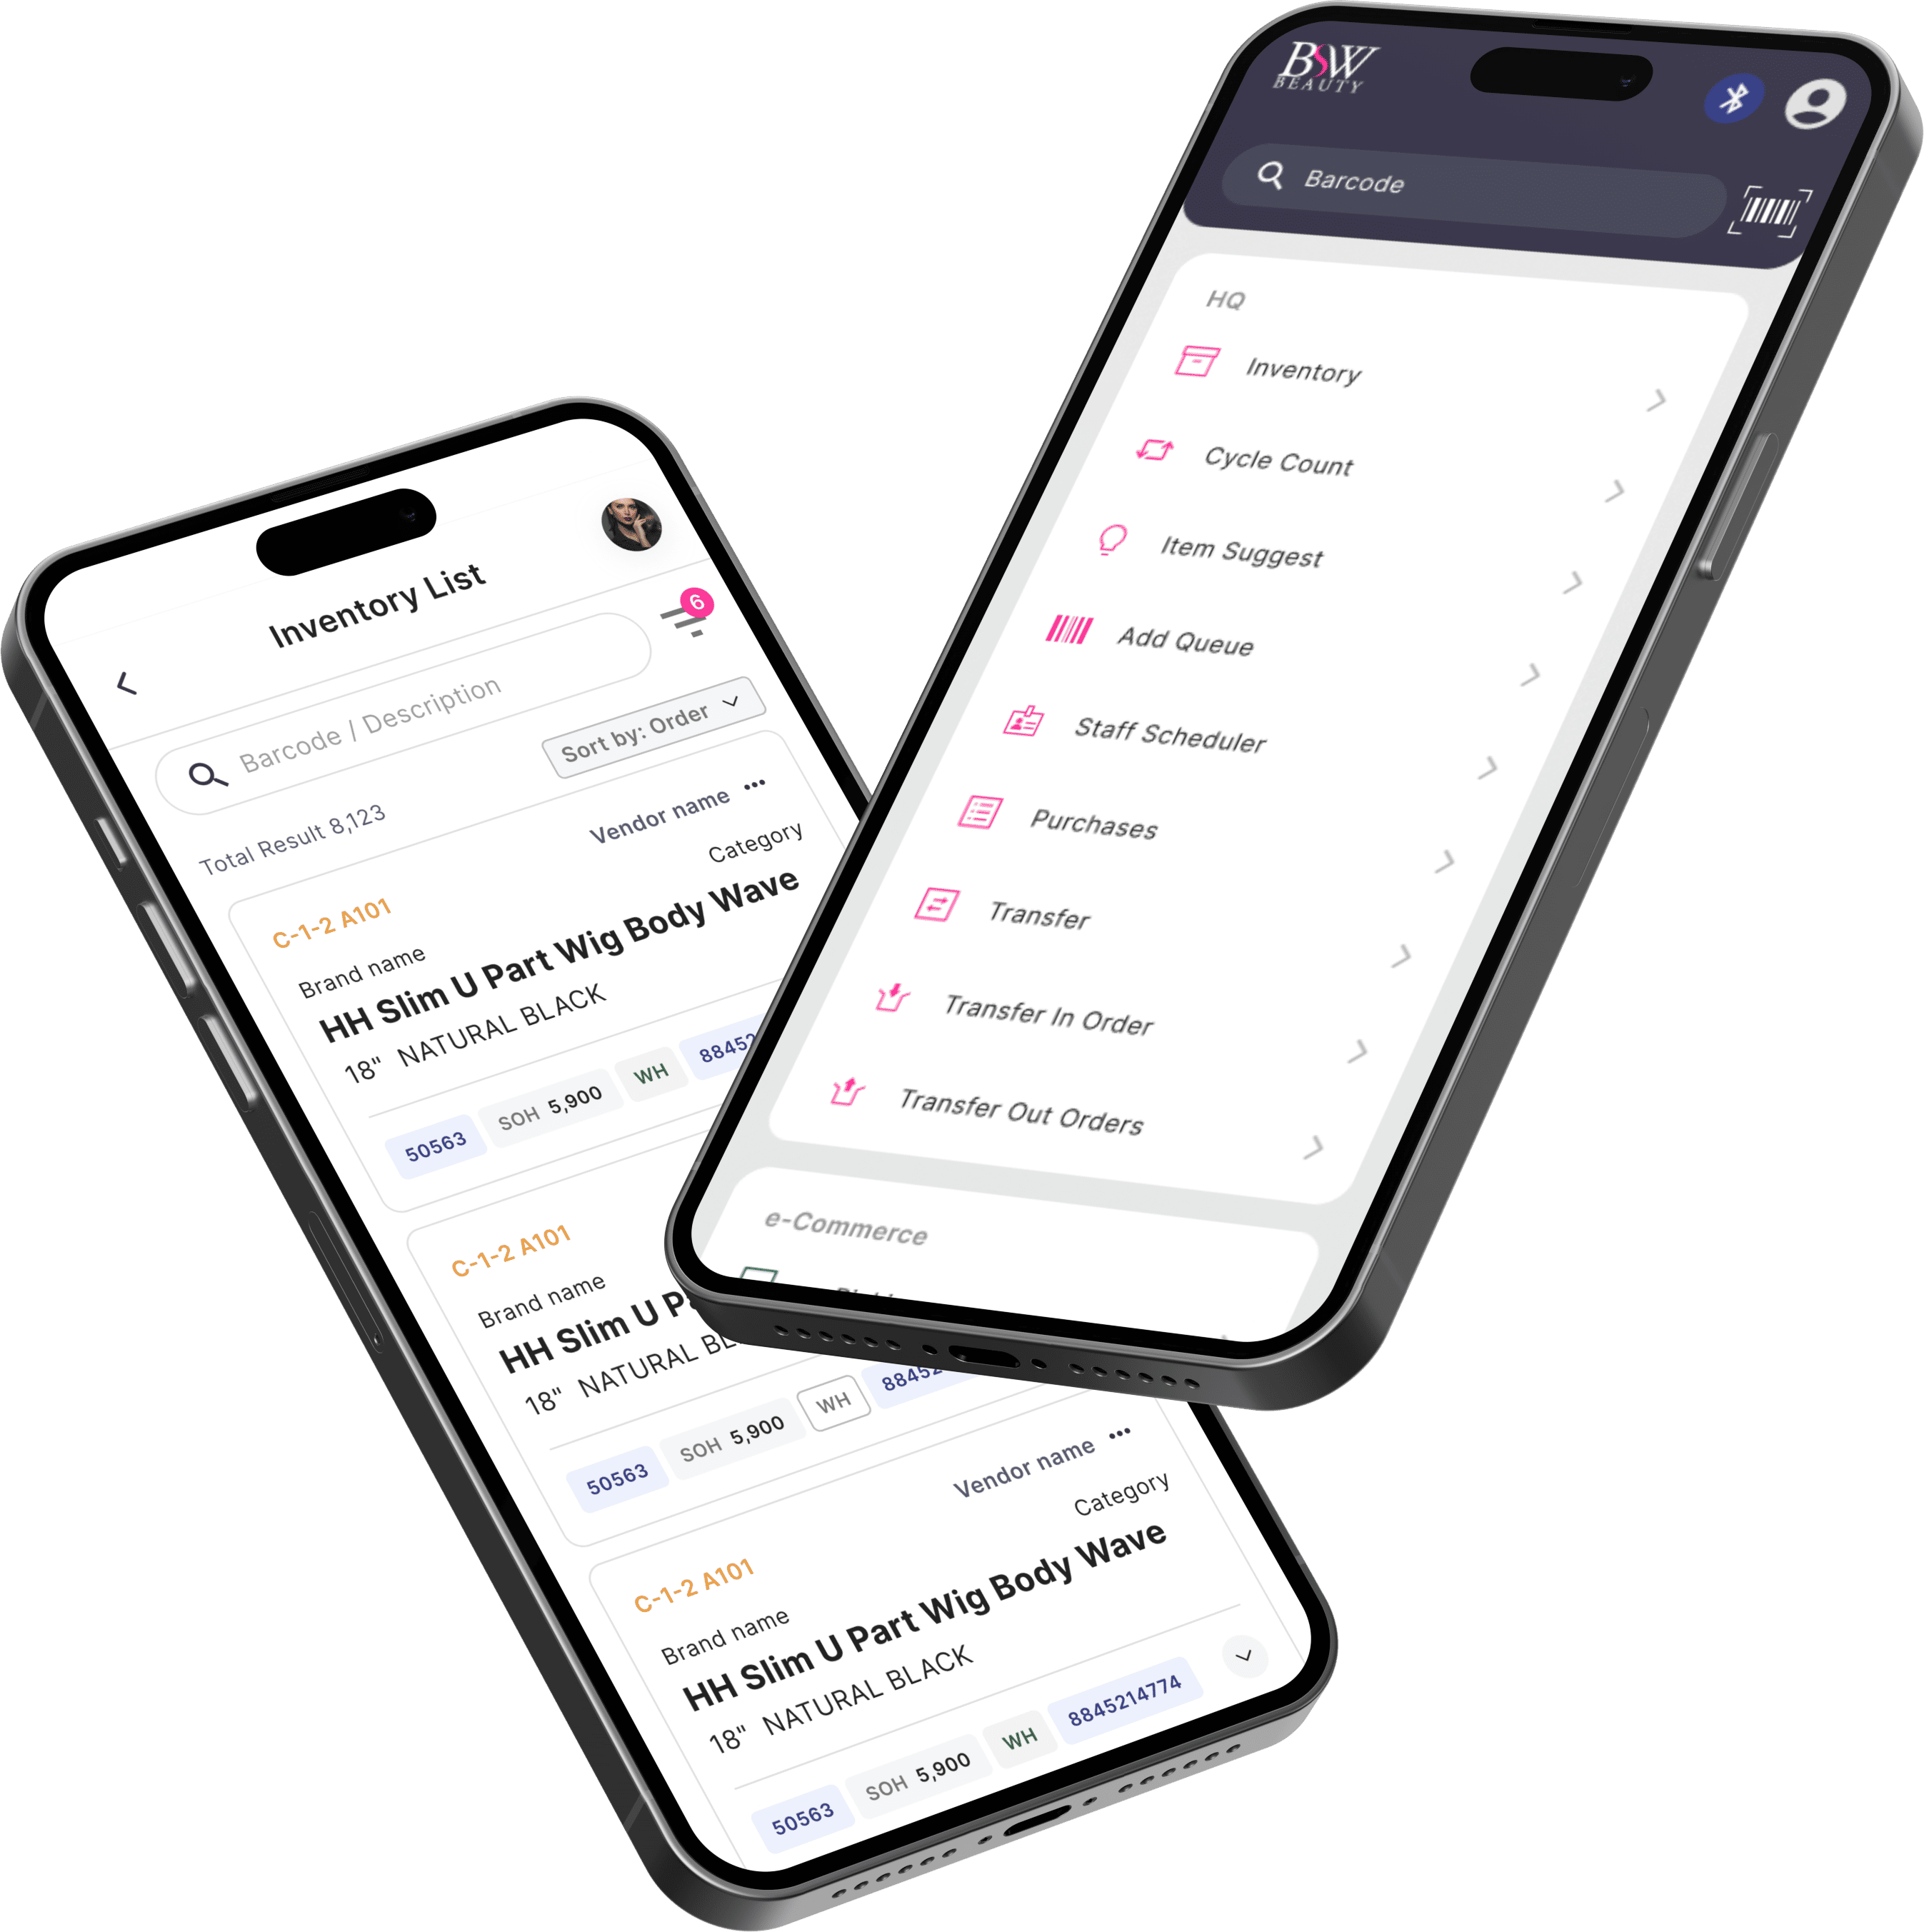 Inventory List
6
Barcode / Description
Sort by: Order
Total Result 8,123
Vendor name
C-1-2 A101
Category
Brand name
HH Slim U Part Wig Body Wave
18" NATURAL BLACK
50563 SOH 5,900 WH 88452
C-1-2 A101
Brand name
HH Slim U P
18" NATURAL BL
50563 SOH 5,900 WH 88452
Vendor name
C-1-2 A101
Category
Brand name
HH Slim U Part Wig Body Wave
18" NATURAL BLACK
50563 SOH 5,900 WH 8845214774
BSW
BEAUTY
Barcode
HQ
Inventory
Cycle Count
Item Suggest
Add Queue
Staff Scheduler
Purchases
Transfer
Transfer In Order
Transfer Out Orders
e-Commerce